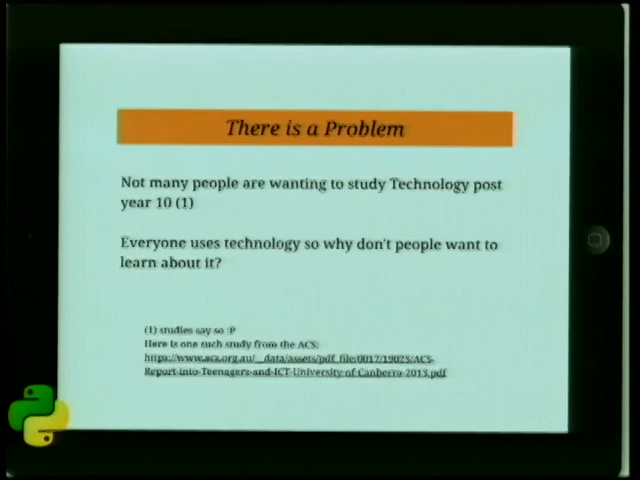 There is a Problem
Not many people are wanting to study Technology post
year 10 (1)
Everyone uses technology so why don't people want to
learn about it?
(1) studies say so :P
Here is one such study from the ACS:
https://www.acs.org.au/__data/assets/pdf_file/0017/19025/ACS-
Report-into-Teenagers-and-ICT-University-of-Canberra-2013.pdf